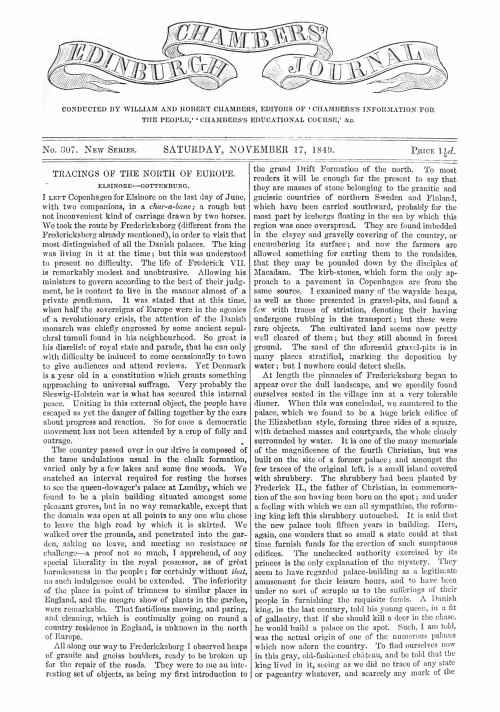 CHAMBERS'
EDINBURGH
JOURNAL
CONDUCTED BY WILLIAM AND ROBERT CHAMBERS, EDITORS OF 'CHAMBERS'S INFORMATION FOR
THE PEOPLE,' 'CHAMBERS'S EDUCATIONAL COURSE,' &c.
No. 307. New Series.
SATURDAY, NOVEMBER 17, 1849.
Price 1½d.
TRACINGS OF THE NORTH OF EUROPE.
ELSINORE—GOTTENBURG.
I left Copenhagen for Elsinore on the last day of June,
with two companions, in a char-a-banc; a rough but
not inconvenient kind of carriage drawn by two horses.
We took the route by Fredericksborg (different from the
Fredericksberg already mentioned), in order to visit that
most distinguished of all the Danish palaces. The king
was living in it at the time; but this was understood
to present no difficulty. The life of Frederick VII.
is remarkably modest and unobtrusive. Allowing his
ministers to govern according to the best of their judg-
ment, he is content to live in the manner almost of a
private gentleman. It was stated that at this time,
when half the sovereigns of Europe were in the agonies
of a revolutionary crisis, the attention of the Danish
monarch was chiefly engrossed by some ancient sepul-
chral tumuli found in his neighbourhood. So great is
his disrelish of royal state and parade, that he can only
with difficulty be induced to come occasionally to town
to give audiences and attend reviews. Yet Denmark
is a year old in a constitution which grants something
approaching to universal suffrage. Very probably the
Sleswig-Holstein war is what has secured this internal
peace. Uniting in this external object, the people have
escaped as yet the danger of falling together by the ears
about progress and reaction. So for once a democratic
movement has not been attended by a crop of folly and
outrage.
The country passed over in our drive is composed of
the tame undulations usual in the chalk formation,
varied only by a few lakes and some fine woods. We
snatched an interval required for resting the horses
to see the queen-dowager's palace at Lundby, which we
found to be a plain building situated amongst some
pleasant groves, but in no way remarkable, except that
the domain was open at all points to any one who chose
to leave the high road by which it is skirted. We
walked over the grounds, and penetrated into the gar-
den, asking no leave, and meeting no resistance or
challenge—a proof not so much, I apprehend, of any
special liberality in the royal possessor, as of great
harmlessness in the people; for certainly without that,
no such indulgence could be extended. The inferiority
of the place in point of trimness to similar places in
England, and the meagre show of plants in the garden,
were remarkable. That fastidious mowing, and paring,
and cleaning, which is continually going on round a
country residence in England, is unknown in the north
of Europe.
All along our way to Fredericksborg I observed heaps
of granite and gneiss boulders, ready to be broken up
for the repair of the roads. They were to me an inte-
resting set of objects, as being my first introduction to
the grand Drift Formation of the north. To most
readers it will be enough for the present to say that
they are masses of stone belonging to the granitic and
gneissic countries of northern Sweden and Finland,
which have been carried southward, probably for the
most part by icebergs floating in the sea by which this
region was once overspread. They are found imbedded
in the clayey and gravelly covering of the country, or
encumbering its surface; and now the farmers are
allowed something for carting them to the roadsides,
that they may be pounded down by the disciples of
Macadam. The kirb-stones, which form the only ap-
proach to a pavement in Copenhagen are from the
same source. I examined many of the wayside heaps,
as well as those presented in gravel-pits, and found a
few with traces of striation, denoting their having
undergone rubbing in the transport; but these were
rare objects. The cultivated land seems now pretty
well cleared of them; but they still abound in forest
ground. The sand of the aforesaid gravel-pits is in
many places stratified, marking the deposition by
water; but I nowhere could detect shells.
At length the pinnacles of Fredericksborg began to
appear over the dull landscape, and we speedily found
ourselves seated in the village inn at a very tolerable
dinner. When this was concluded, we sauntered to the
palace, which we found to be a huge brick edifice of
the Elizabethan style, forming three sides of a square,
with detached masses and courtyards, the whole closely
surrounded by water. It is one of the many memorials
of the magnificence of the fourth Christian, but was
built on the site of a former palace; and amongst the
few traces of the original left, is a small island covered
with shrubbery. The shrubbery had been planted by
Frederick II., the father of Christian, in commemora-
tion of the son having been born on the spot; and under
a feeling with which we can all sympathise, the reform-
ing king left this shrubbery untouched. It is said that
the new palace took fifteen years in building. Here,
again, one wonders that so small a state could at that
time furnish funds for the erection of such sumptuous
edifices. The unchecked authority exercised by its
princes is the only explanation of the mystery. They
seem to have regarded palace-building as a legitimate
amusement for their leisure hours, and to have been
under no sort of scruple as to the sufferings of their
people in furnishing the requisite funds. A Danish
king, in the last century, told his young queen, in a fit
of gallantry, that if she should kill a deer in the chase,
he would build a palace on the spot. Such, I am told,
was the actual origin of one of the numerous palaces
which now adorn the country. To find ourselves now
in this gray, old-fashioned château, and be told that the
king lived in it, seeing as we did no trace of any state
or pageantry whatever, and scarcely any mark of the